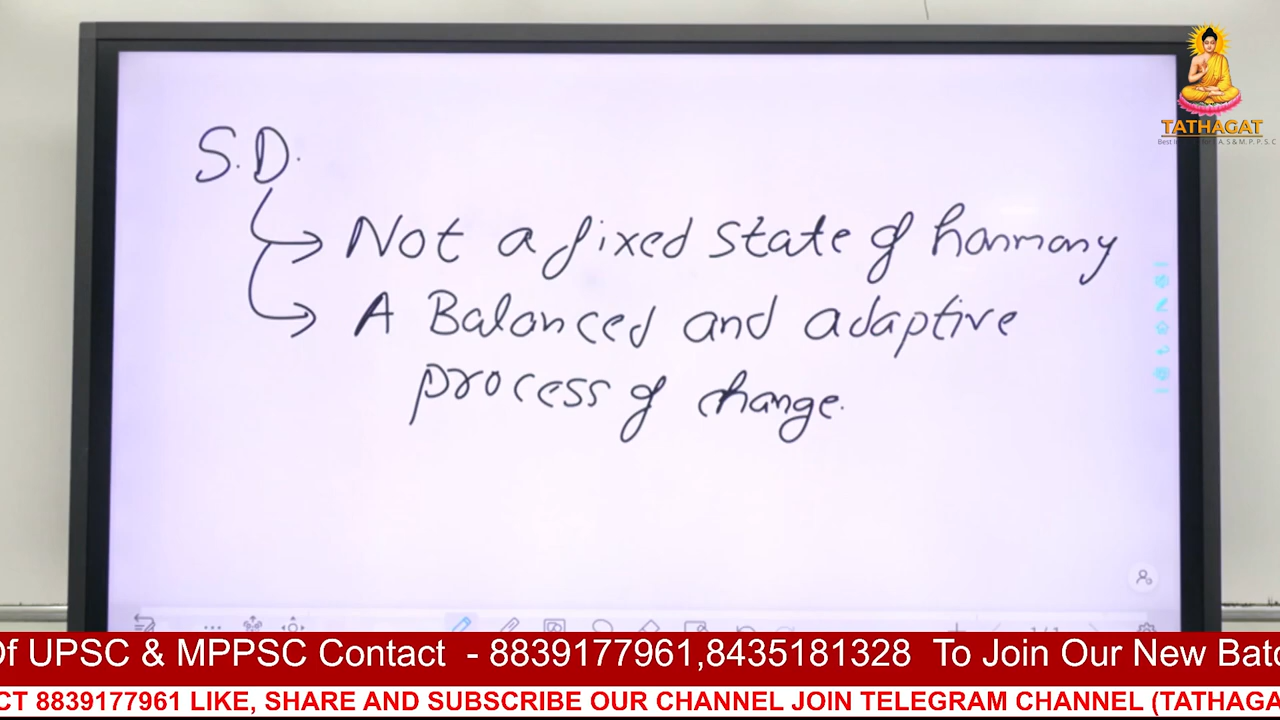 TATHAGAT
S.D.
Not a fixed state of harmony
A Balanced and adaptive
process of change.
Of UPSC & MPPSC Contact - 8839177961,8435181328 To Join Our New Batc
CT 8839177961 LIKE, SHARE AND SUBSCRIBE OUR CHANNEL JOIN TELEGRAM CHANNEL (TATHAGA